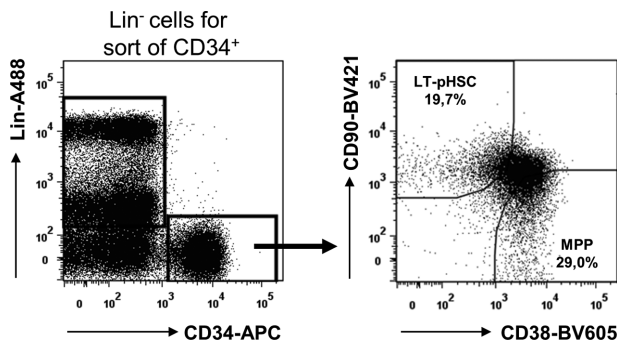 Lin⁻ cells for
sort of CD34⁺
Lin-A488
10⁵
10⁴
10³
10²
0
0 10² 10³ 10⁴ 10⁵
CD34-APC
CD90-BV421
10⁵
10⁴
10³
10²
0
LT-pHSC
19,7%
MPP
29,0%
0 10² 10³ 10⁴ 10⁵
CD38-BV605